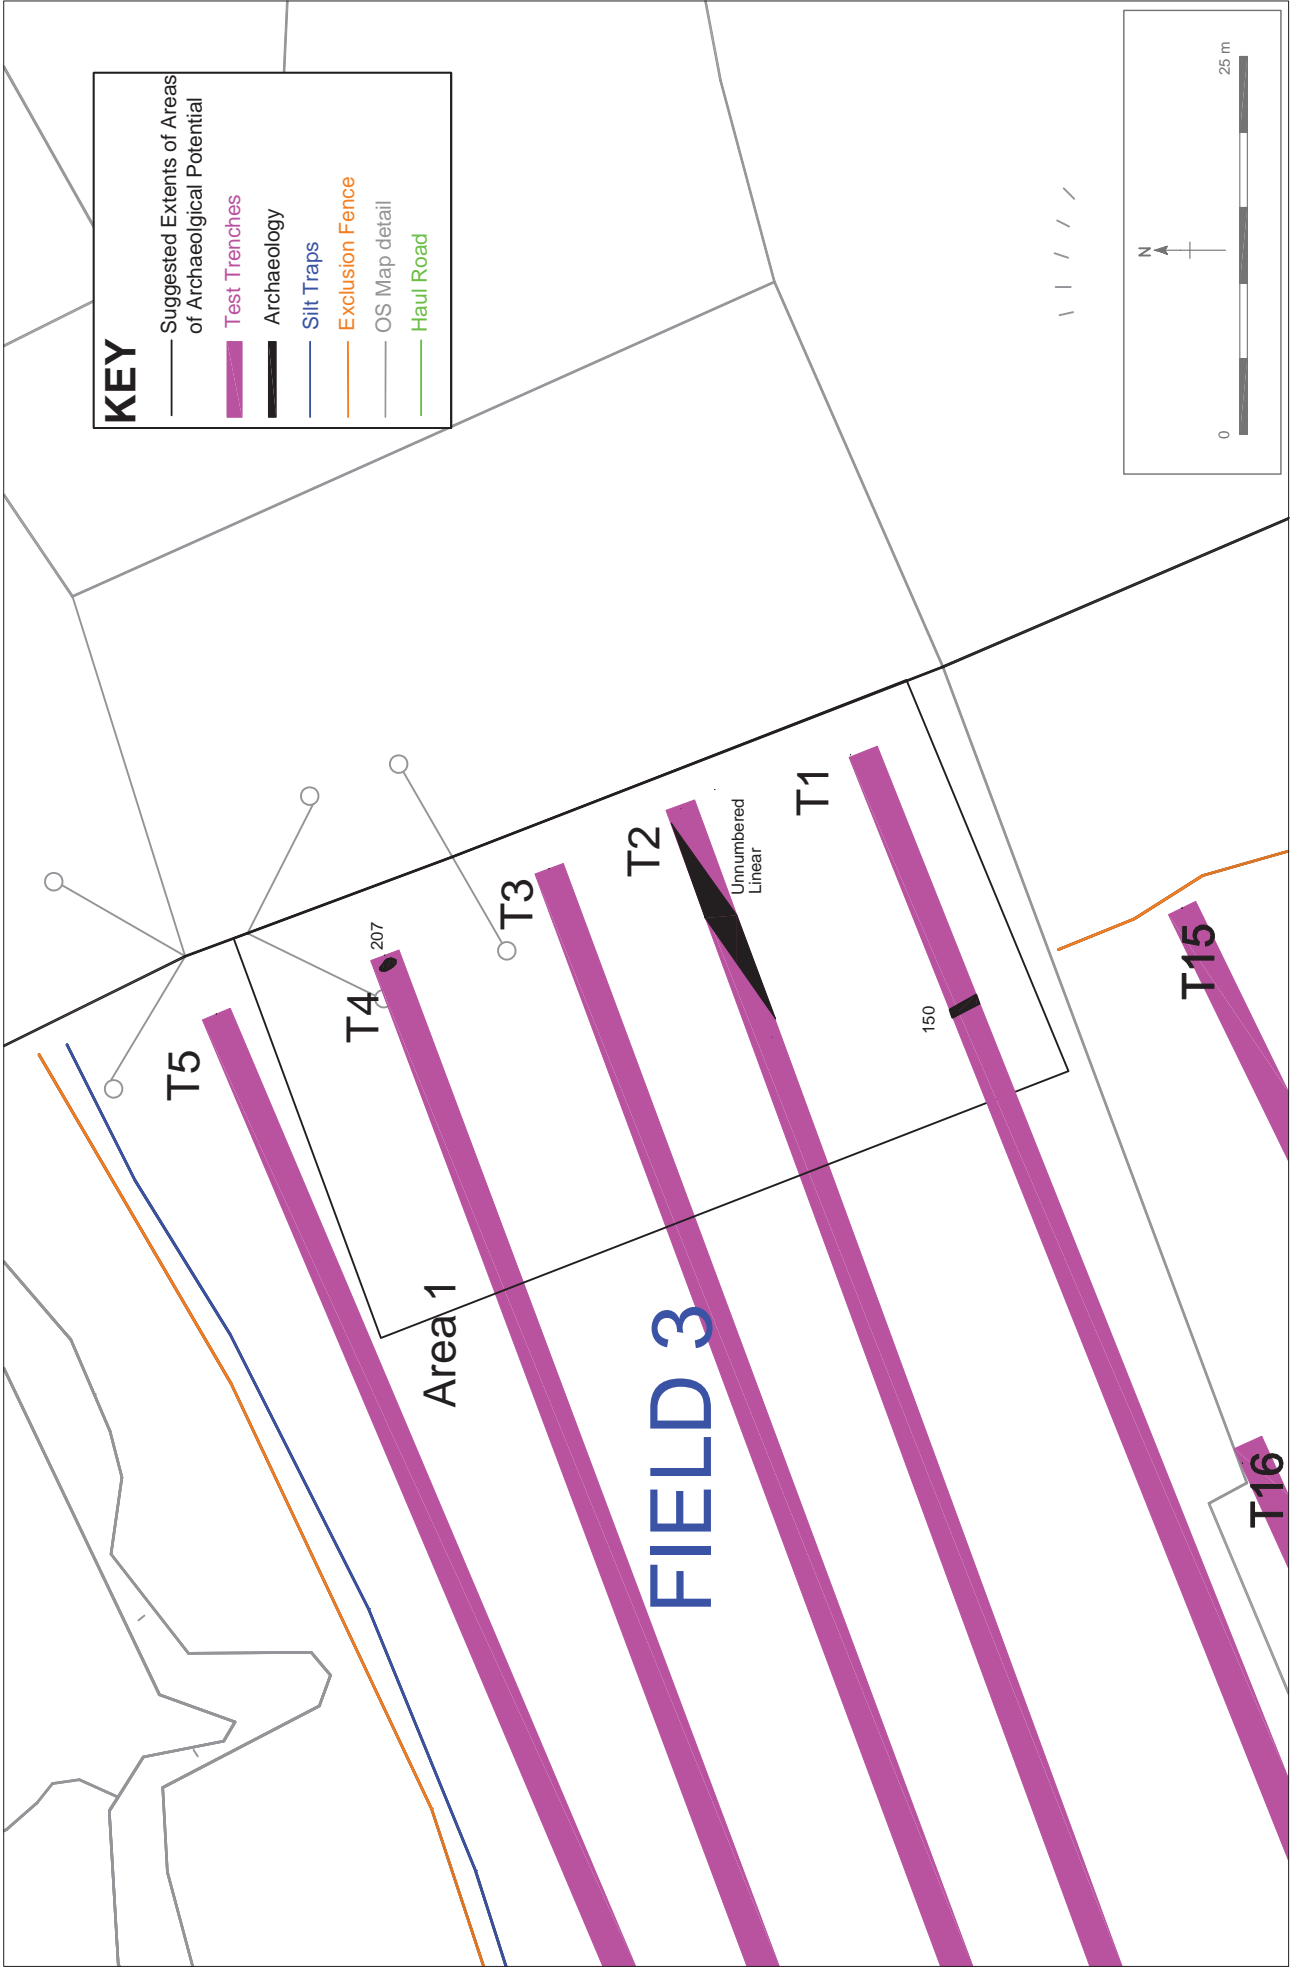 KEY
Suggested Extents of Areas
of Archaeolgical Potential
Test Trenches
Archaeology
Silt Traps
Exclusion Fence
OS Map detail
Haul Road
T5
T4
207
T3
T2
Unnumbered
Linear
T1
150
T15
T16
Area 1
FIELD 3
N
0
25 m